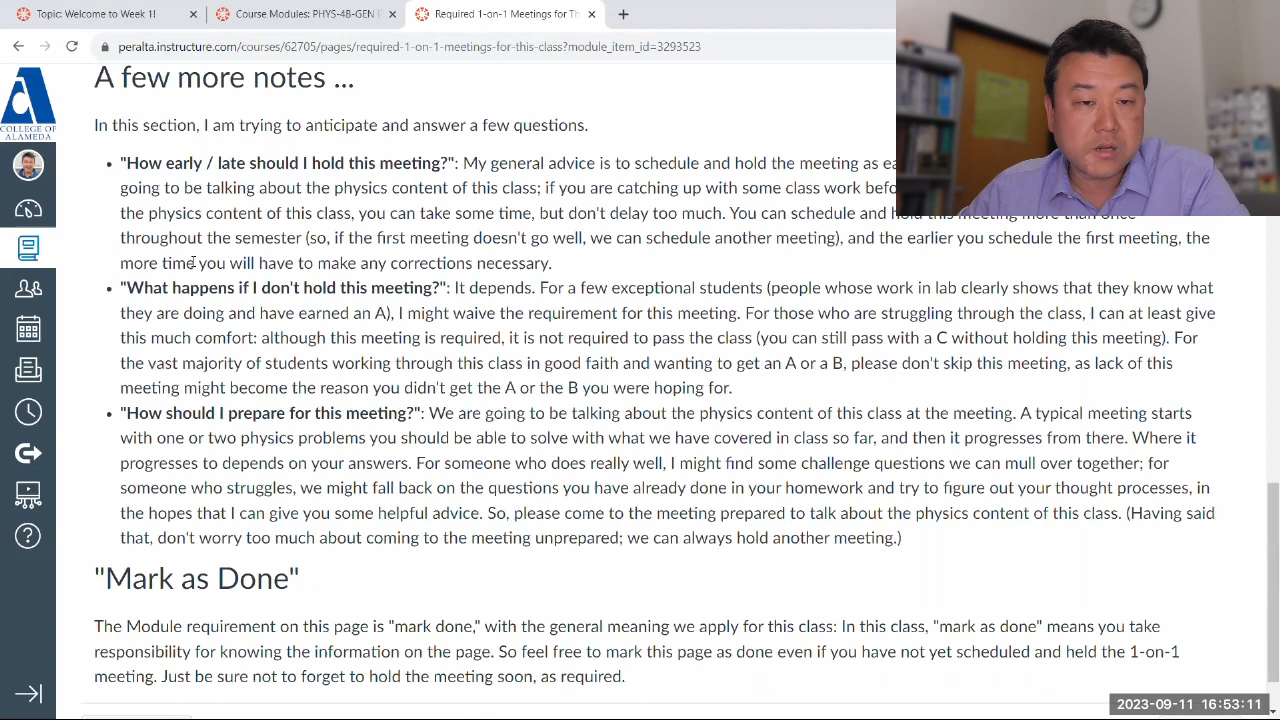 Topic: Welcome to Week 1!
Course Modules: PHYS-4B-GEN F
Required 1-on-1 Meetings for Th
peralta.instructure.com/courses/62705/pages/required-1-on-1-meetings-for-this-class?module_item_id=3293523
COLLEGE OF
ALAMEDA
A few more notes ...
In this section, I am trying to anticipate and answer a few questions.
"How early / late should I hold this meeting?": My general advice is to schedule and hold the meeting as ea
going to be talking about the physics content of this class; if you are catching up with some class work befo
the physics content of this class, you can take some time, but don't delay too much. You can schedule and hold this meeting more than once
throughout the semester (so, if the first meeting doesn't go well, we can schedule another meeting), and the earlier you schedule the first meeting, the
more time you will have to make any corrections necessary.
"What happens if I don't hold this meeting?": It depends. For a few exceptional students (people whose work in lab clearly shows that they know what
they are doing and have earned an A), I might waive the requirement for this meeting. For those who are struggling through the class, I can at least give
this much comfort: although this meeting is required, it is not required to pass the class (you can still pass with a C without holding this meeting). For
the vast majority of students working through this class in good faith and wanting to get an A or a B, please don't skip this meeting, as lack of this
meeting might become the reason you didn't get the A or the B you were hoping for.
"How should I prepare for this meeting?": We are going to be talking about the physics content of this class at the meeting. A typical meeting starts
with one or two physics problems you should be able to solve with what we have covered in class so far, and then it progresses from there. Where it
progresses to depends on your answers. For someone who does really well, I might find some challenge questions we can mull over together; for
someone who struggles, we might fall back on the questions you have already done in your homework and try to figure out your thought processes, in
the hopes that I can give you some helpful advice. So, please come to the meeting prepared to talk about the physics content of this class. (Having said
that, don't worry too much about coming to the meeting unprepared; we can always hold another meeting.)
"Mark as Done"
The Module requirement on this page is "mark done," with the general meaning we apply for this class: In this class, "mark as done" means you take
responsibility for knowing the information on the page. So feel free to mark this page as done even if you have not yet scheduled and held the 1-on-1
meeting. Just be sure not to forget to hold the meeting soon, as required.
2023-09-11 16:53:11